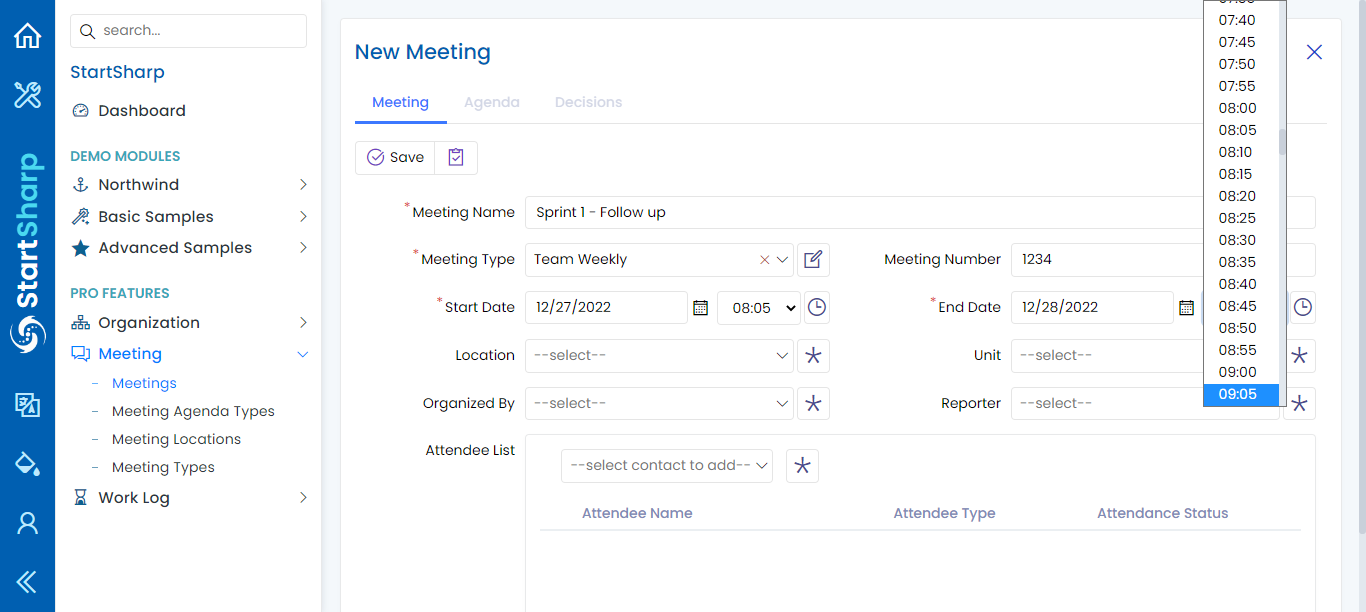 search...
StartSharp
Dashboard
DEMO MODULES
Northwind
Basic Samples
Advanced Samples
PRO FEATURES
Organization
Meeting
Meetings
Meeting Agenda Types
Meeting Locations
Meeting Types
Work Log
StartSharp
New Meeting
Meeting Agenda Decisions
Save
*Meeting Name Sprint 1 - Follow up
*Meeting Type Team Weekly Meeting Number 1234
*Start Date 12/27/2022 08:05 *End Date 12/28/2022
Location --select-- Unit --select--
Organized By --select-- Reporter --select--
Attendee List --select contact to add--
Attendee Name Attendee Type Attendance Status
07:40
07:45
07:50
07:55
08:00
08:05
08:10
08:15
08:20
08:25
08:30
08:35
08:40
08:45
08:50
08:55
09:00
09:05